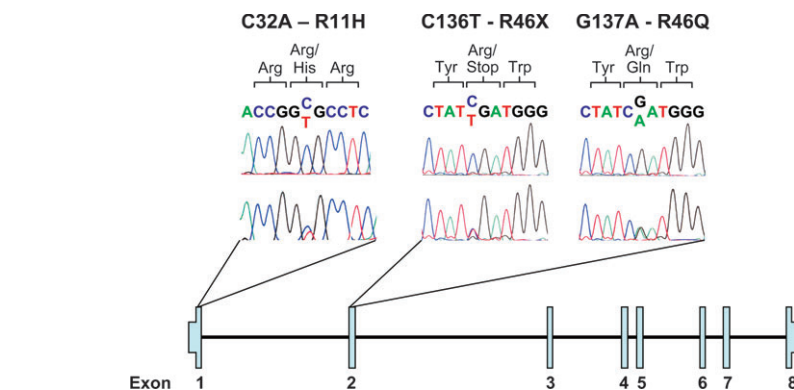 C32A – R11H C136T - R46X G137A - R46Q
Arg/ Arg/ Arg/
Arg His Arg Tyr Stop Trp Tyr Gln Trp
ACCGGCGCCTC CTATCGATGGG CTATCGATGGG
T T A
Exon 1 2 3 4 5 6 7 8